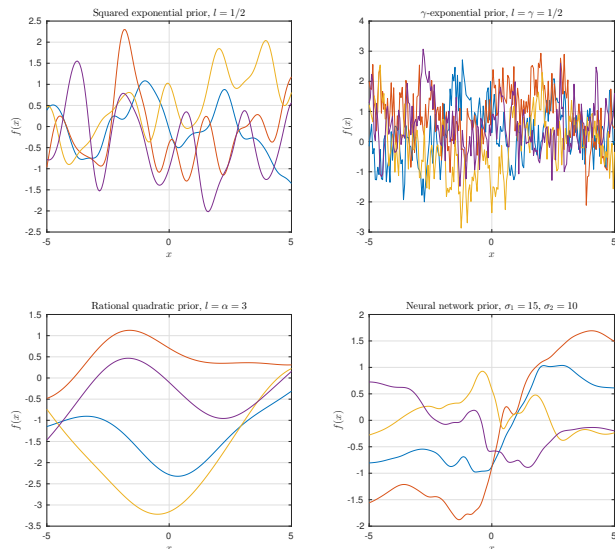 Squared exponential prior, l = 1/2
2.5
2
1.5
1
0.5
0
-0.5
-1
-1.5
-2
-2.5
f(x)
-5 0 5
x
γ-exponential prior, l = γ = 1/2
4
3
2
1
0
-1
-2
-3
f(x)
-5 0 5
x
Rational quadratic prior, l = α = 3
1.5
1
0.5
0
-0.5
-1
-1.5
-2
-2.5
-3
-3.5
f(x)
-5 0 5
x
Neural network prior, σ₁ = 15, σ₂ = 10
2
1.5
1
0.5
0
-0.5
-1
-1.5
-2
f(x)
-5 0 5
x